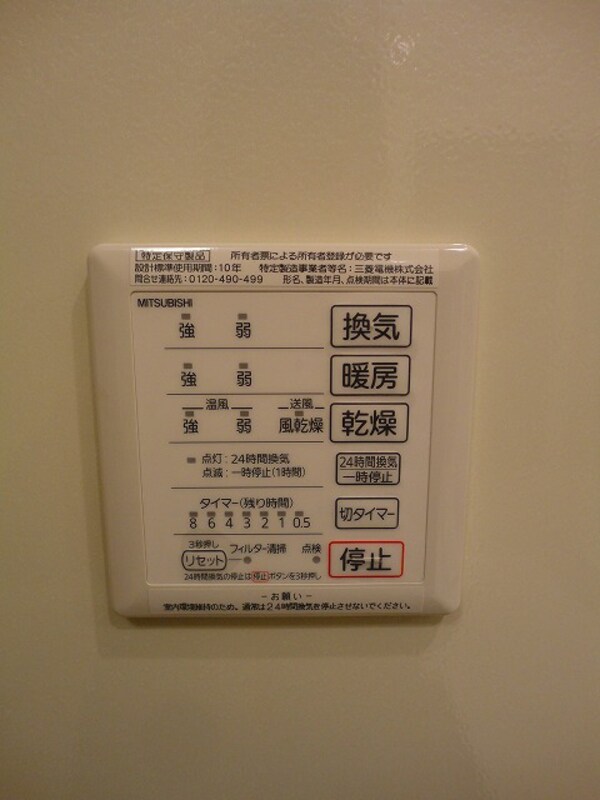 特定保守製品 所有者票による所有者登録が必要です
設計標準使用期間:10年 特定製造事業者等名:三菱電機株式会社
問合せ連絡先:0120-490-499 形名、製造年月、点検期間は本体に記載
MITSUBISHI
強 弱 換気
強 弱 暖房
温風 送風
強 弱 風乾燥 乾燥
点灯:24時間換気 24時間換気
点滅:一時停止(1時間) 一時停止
タイマー(残り時間)
8 6 4 3 2 1 0.5 切タイマー
3秒押し
リセット フィルター清掃 点検 停止
24時間換気の停止は停止ボタンを3秒押し
-お願い-
室内環境維持のため、通常は24時間換気を停止させないでください。